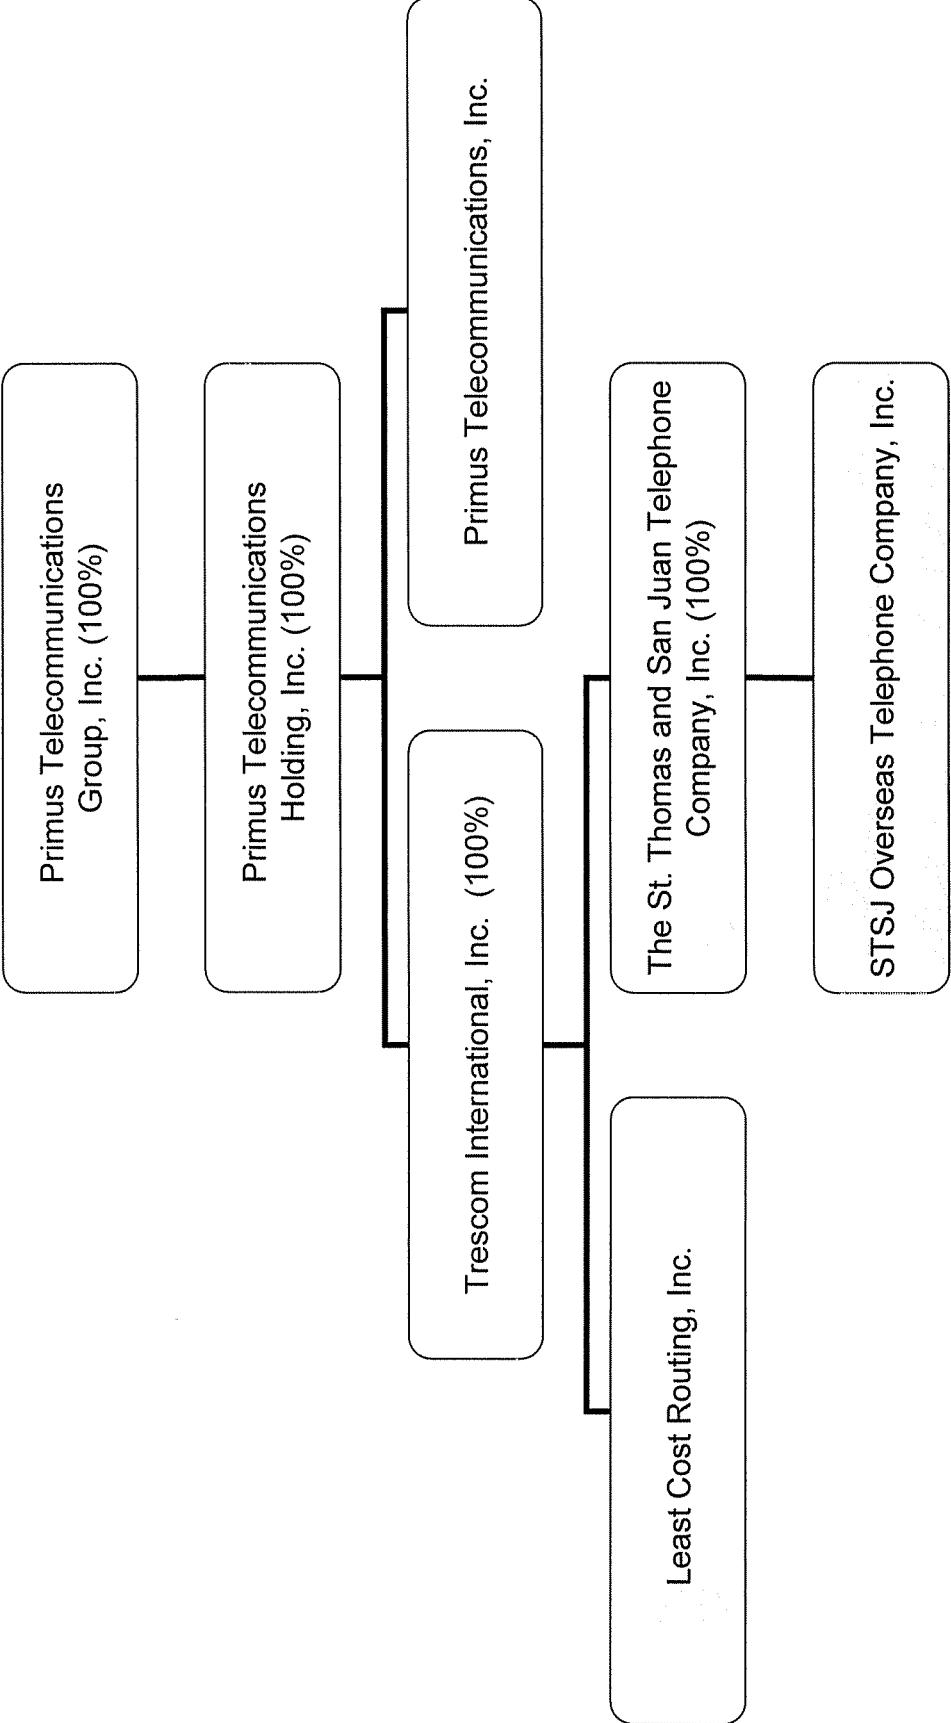 Primus Telecommunications
Group, Inc. (100%)
Primus Telecommunications
Holding, Inc. (100%)
Trescom International, Inc. (100%)
Primus Telecommunications, Inc.
Least Cost Routing, Inc.
The St. Thomas and San Juan Telephone
Company, Inc. (100%)
STSJ Overseas Telephone Company, Inc.